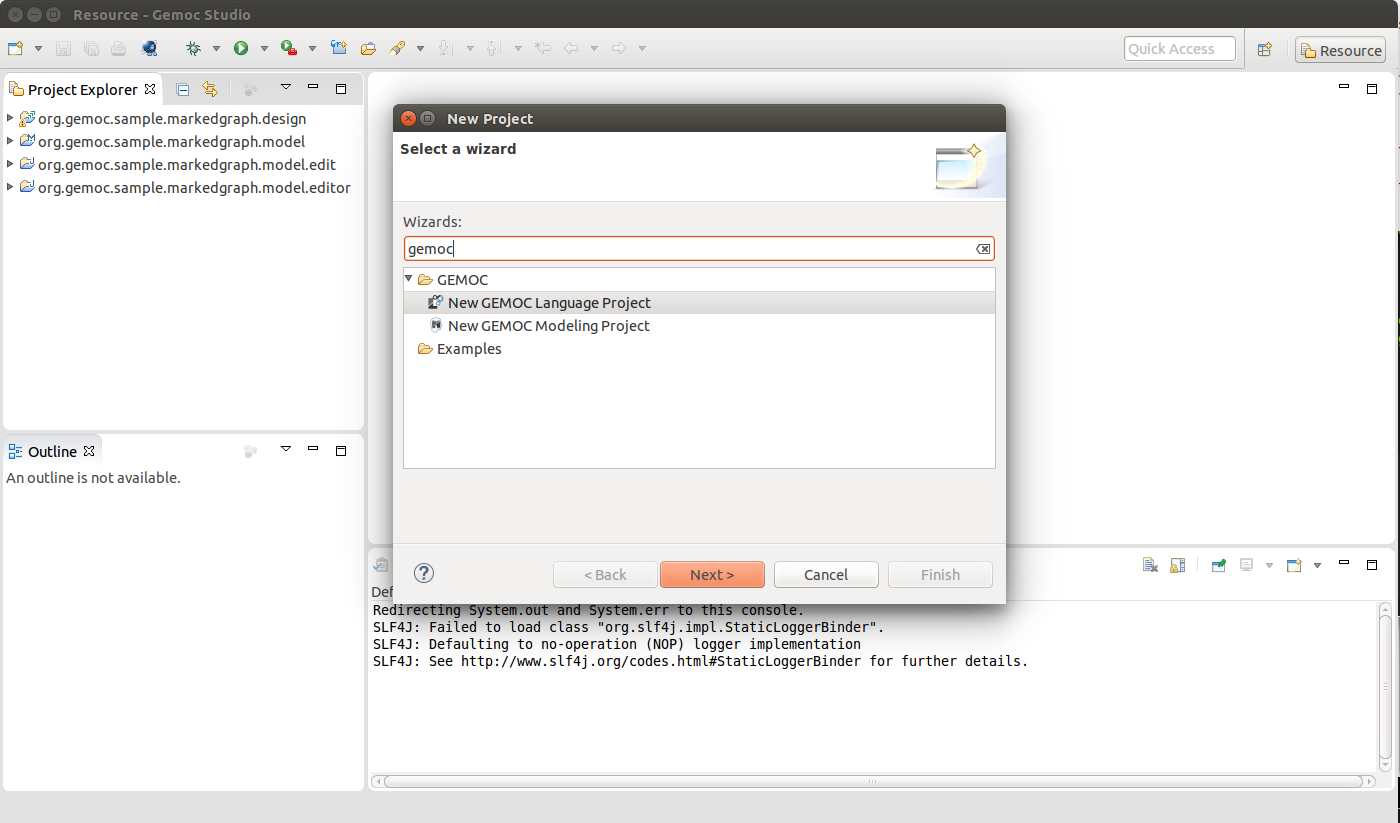 Resource - Gemoc Studio
Quick Access
Resource
Project Explorer
org.gemoc.sample.markedgraph.design
org.gemoc.sample.markedgraph.model
org.gemoc.sample.markedgraph.model.edit
org.gemoc.sample.markedgraph.model.editor
Outline
An outline is not available.
New Project
Select a wizard
Wizards:
gemoc
GEMOC
New GEMOC Language Project
New GEMOC Modeling Project
Examples
< Back
Next >
Cancel
Finish
Redirecting System.out and System.err to this console.
SLF4J: Failed to load class "org.slf4j.impl.StaticLoggerBinder".
SLF4J: Defaulting to no-operation (NOP) logger implementation
SLF4J: See http://www.slf4j.org/codes.html#StaticLoggerBinder for further details.